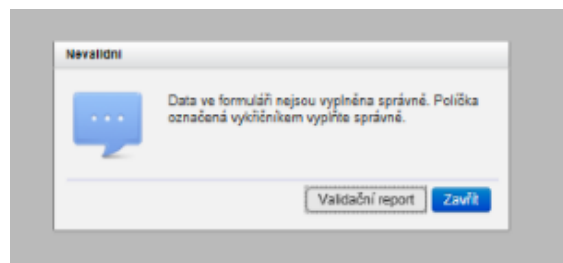 Nevalidní
Data ve formuláři nejsou vyplněna správně. Políčka
označená vykřičníkem vyplňte správně.
Validační report
Zavřít